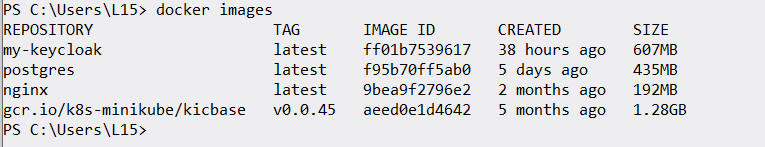 PS C:\Users\L15> docker images
REPOSITORY TAG IMAGE ID CREATED SIZE
my-keycloak latest ff01b7539617 38 hours ago 607MB
postgres latest f95b70ff5ab0 5 days ago 435MB
nginx latest 9bea9f2796e2 2 months ago 192MB
gcr.io/k8s-minikube/kicbase v0.0.45 aeed0e1d4642 5 months ago 1.28GB
PS C:\Users\L15>